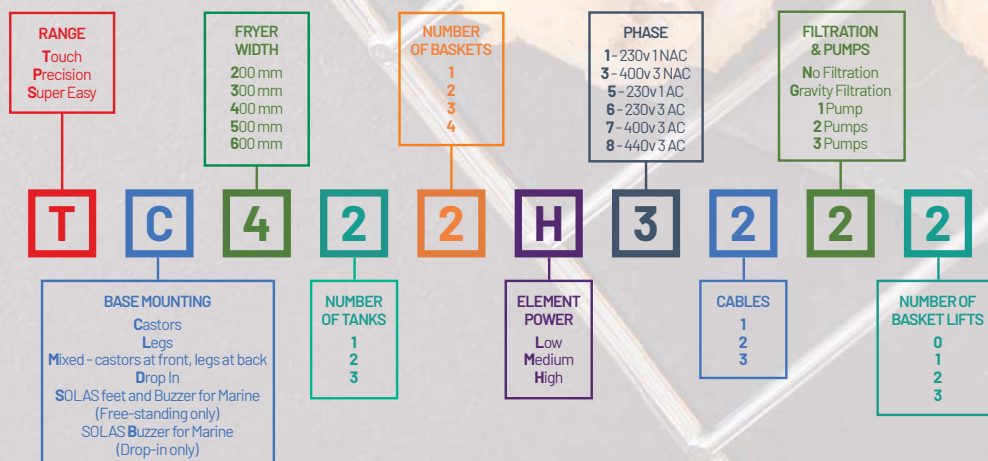 RANGE
Touch
Precision
Super Easy
FRYER
WIDTH
200 mm
300 mm
400 mm
500 mm
600 mm
NUMBER
OF BASKETS
1
2
3
4
PHASE
1 - 230v 1 NAC
3 - 400v 3 NAC
5 - 230v 1 AC
6 - 230v 3 AC
7 - 400v 3 AC
8 - 440v 3 AC
FILTRATION
& PUMPS
No Filtration
Gravity Filtration
1 Pump
2 Pumps
3 Pumps
T C 4 2 2 H 3 2 2 2
BASE MOUNTING
Castors
Legs
Mixed - castors at front, legs at back
Drop In
SOLAS feet and Buzzer for Marine
(Free-standing only)
SOLAS Buzzer for Marine
(Drop-in only)
NUMBER
OF TANKS
1
2
3
ELEMENT
POWER
Low
Medium
High
CABLES
1
2
3
NUMBER OF
BASKET LIFTS
0
1
2
3